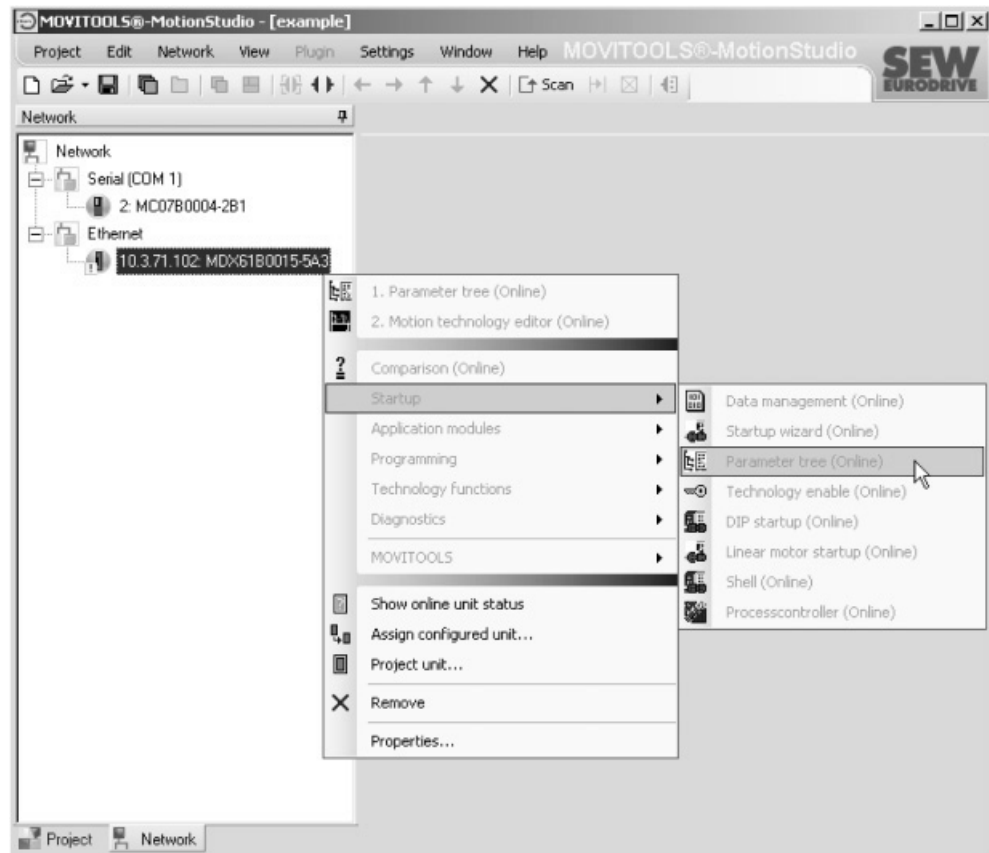 MOVITOOLS®-MotionStudio - [example]
Project Edit Network View Plugin Settings Window Help MOVITOOLS®-MotionStudio
SEW
EURODRIVE
Scan
Network
Network
Serial (COM 1)
2: MC07B0004-2B1
Ethernet
10.3.71.102: MDX61B0015-5A3
1. Parameter tree (Online)
2. Motion technology editor (Online)
Comparison (Online)
Startup
Application modules
Programming
Technology functions
Diagnostics
MOVITOOLS
Show online unit status
Assign configured unit...
Project unit...
Remove
Properties...
Data management (Online)
Startup wizard (Online)
Parameter tree (Online)
Technology enable (Online)
DIP startup (Online)
Linear motor startup (Online)
Shell (Online)
Processcontroller (Online)
Project Network